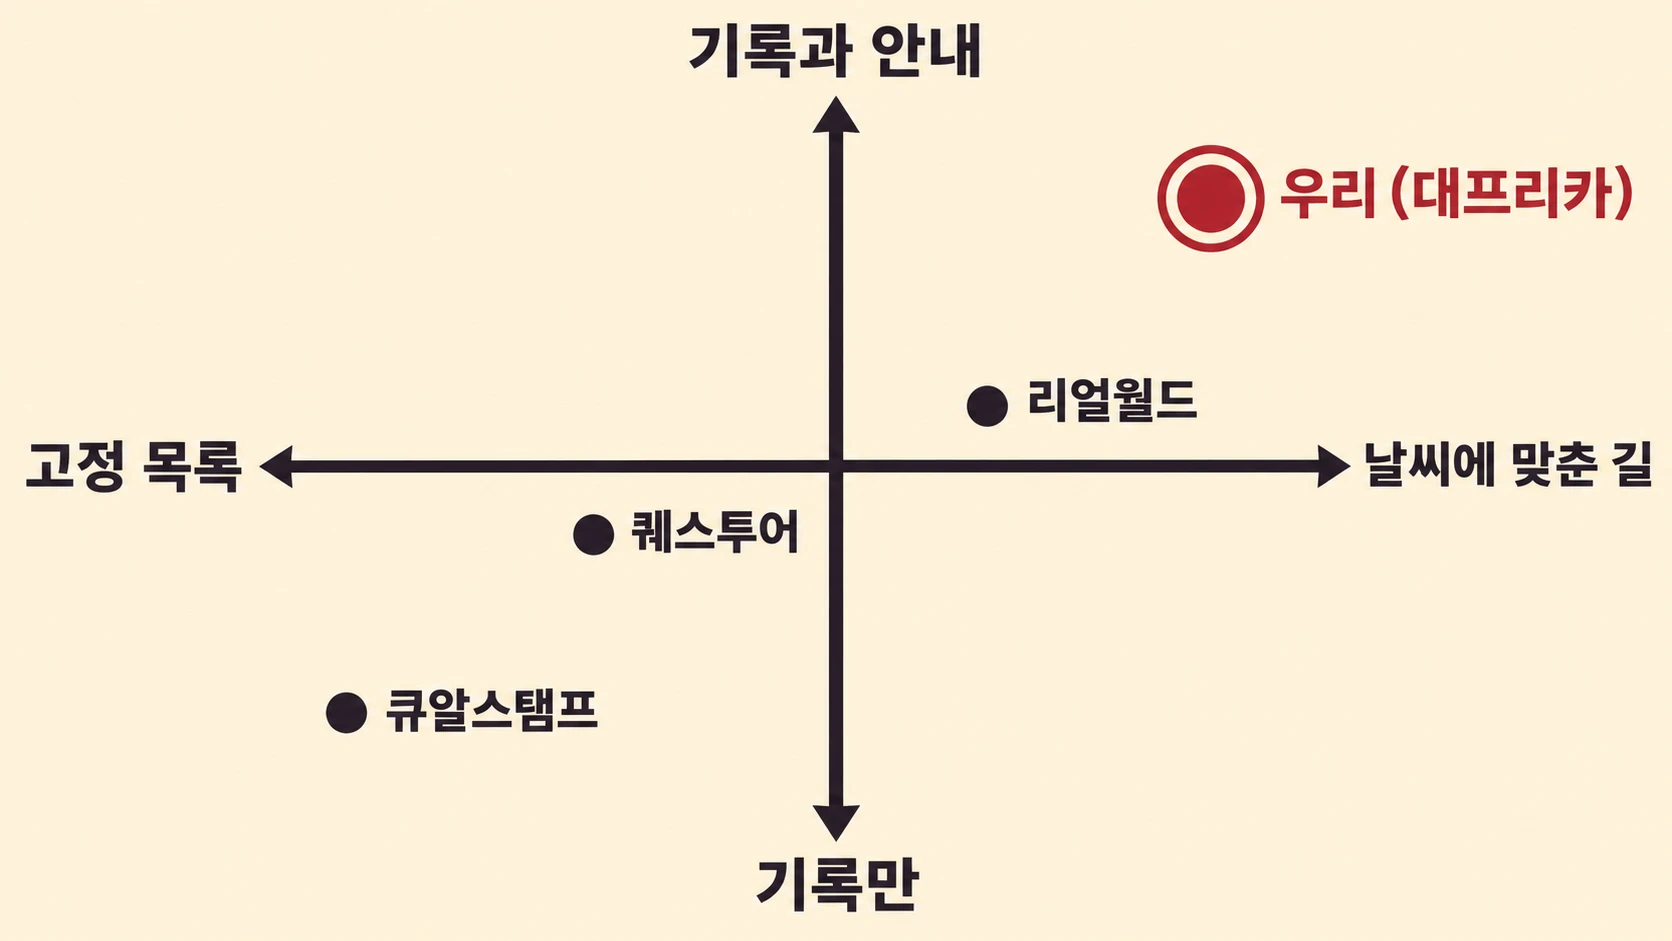 기록과 안내
우리 (대프리카)
리얼월드
고정 목록
날씨에 맞춘 길
퀘스투어
큐알스탬프
기록만